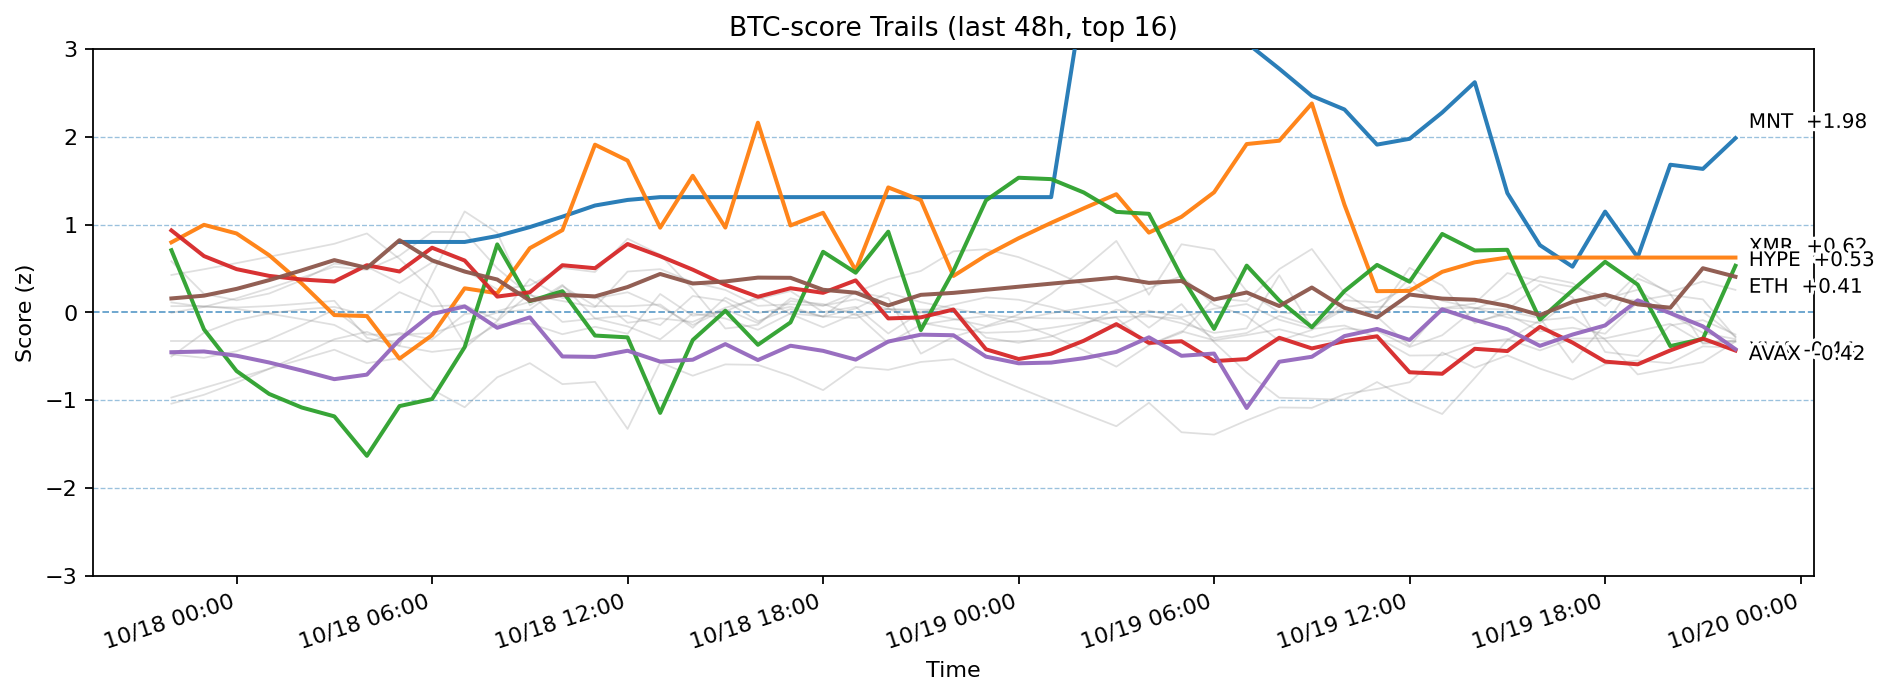 BTC-score Trails (last 48h, top 16)
Score (z)
3
2
1
0
−1
−2
−3
MNT +1.98
XMR +0.62
HYPE +0.53
ETH +0.41
AVAX -0.42
10/18 00:00
10/18 06:00
10/18 12:00
10/18 18:00
10/19 00:00
10/19 06:00
10/19 12:00
10/19 18:00
10/20 00:00
Time